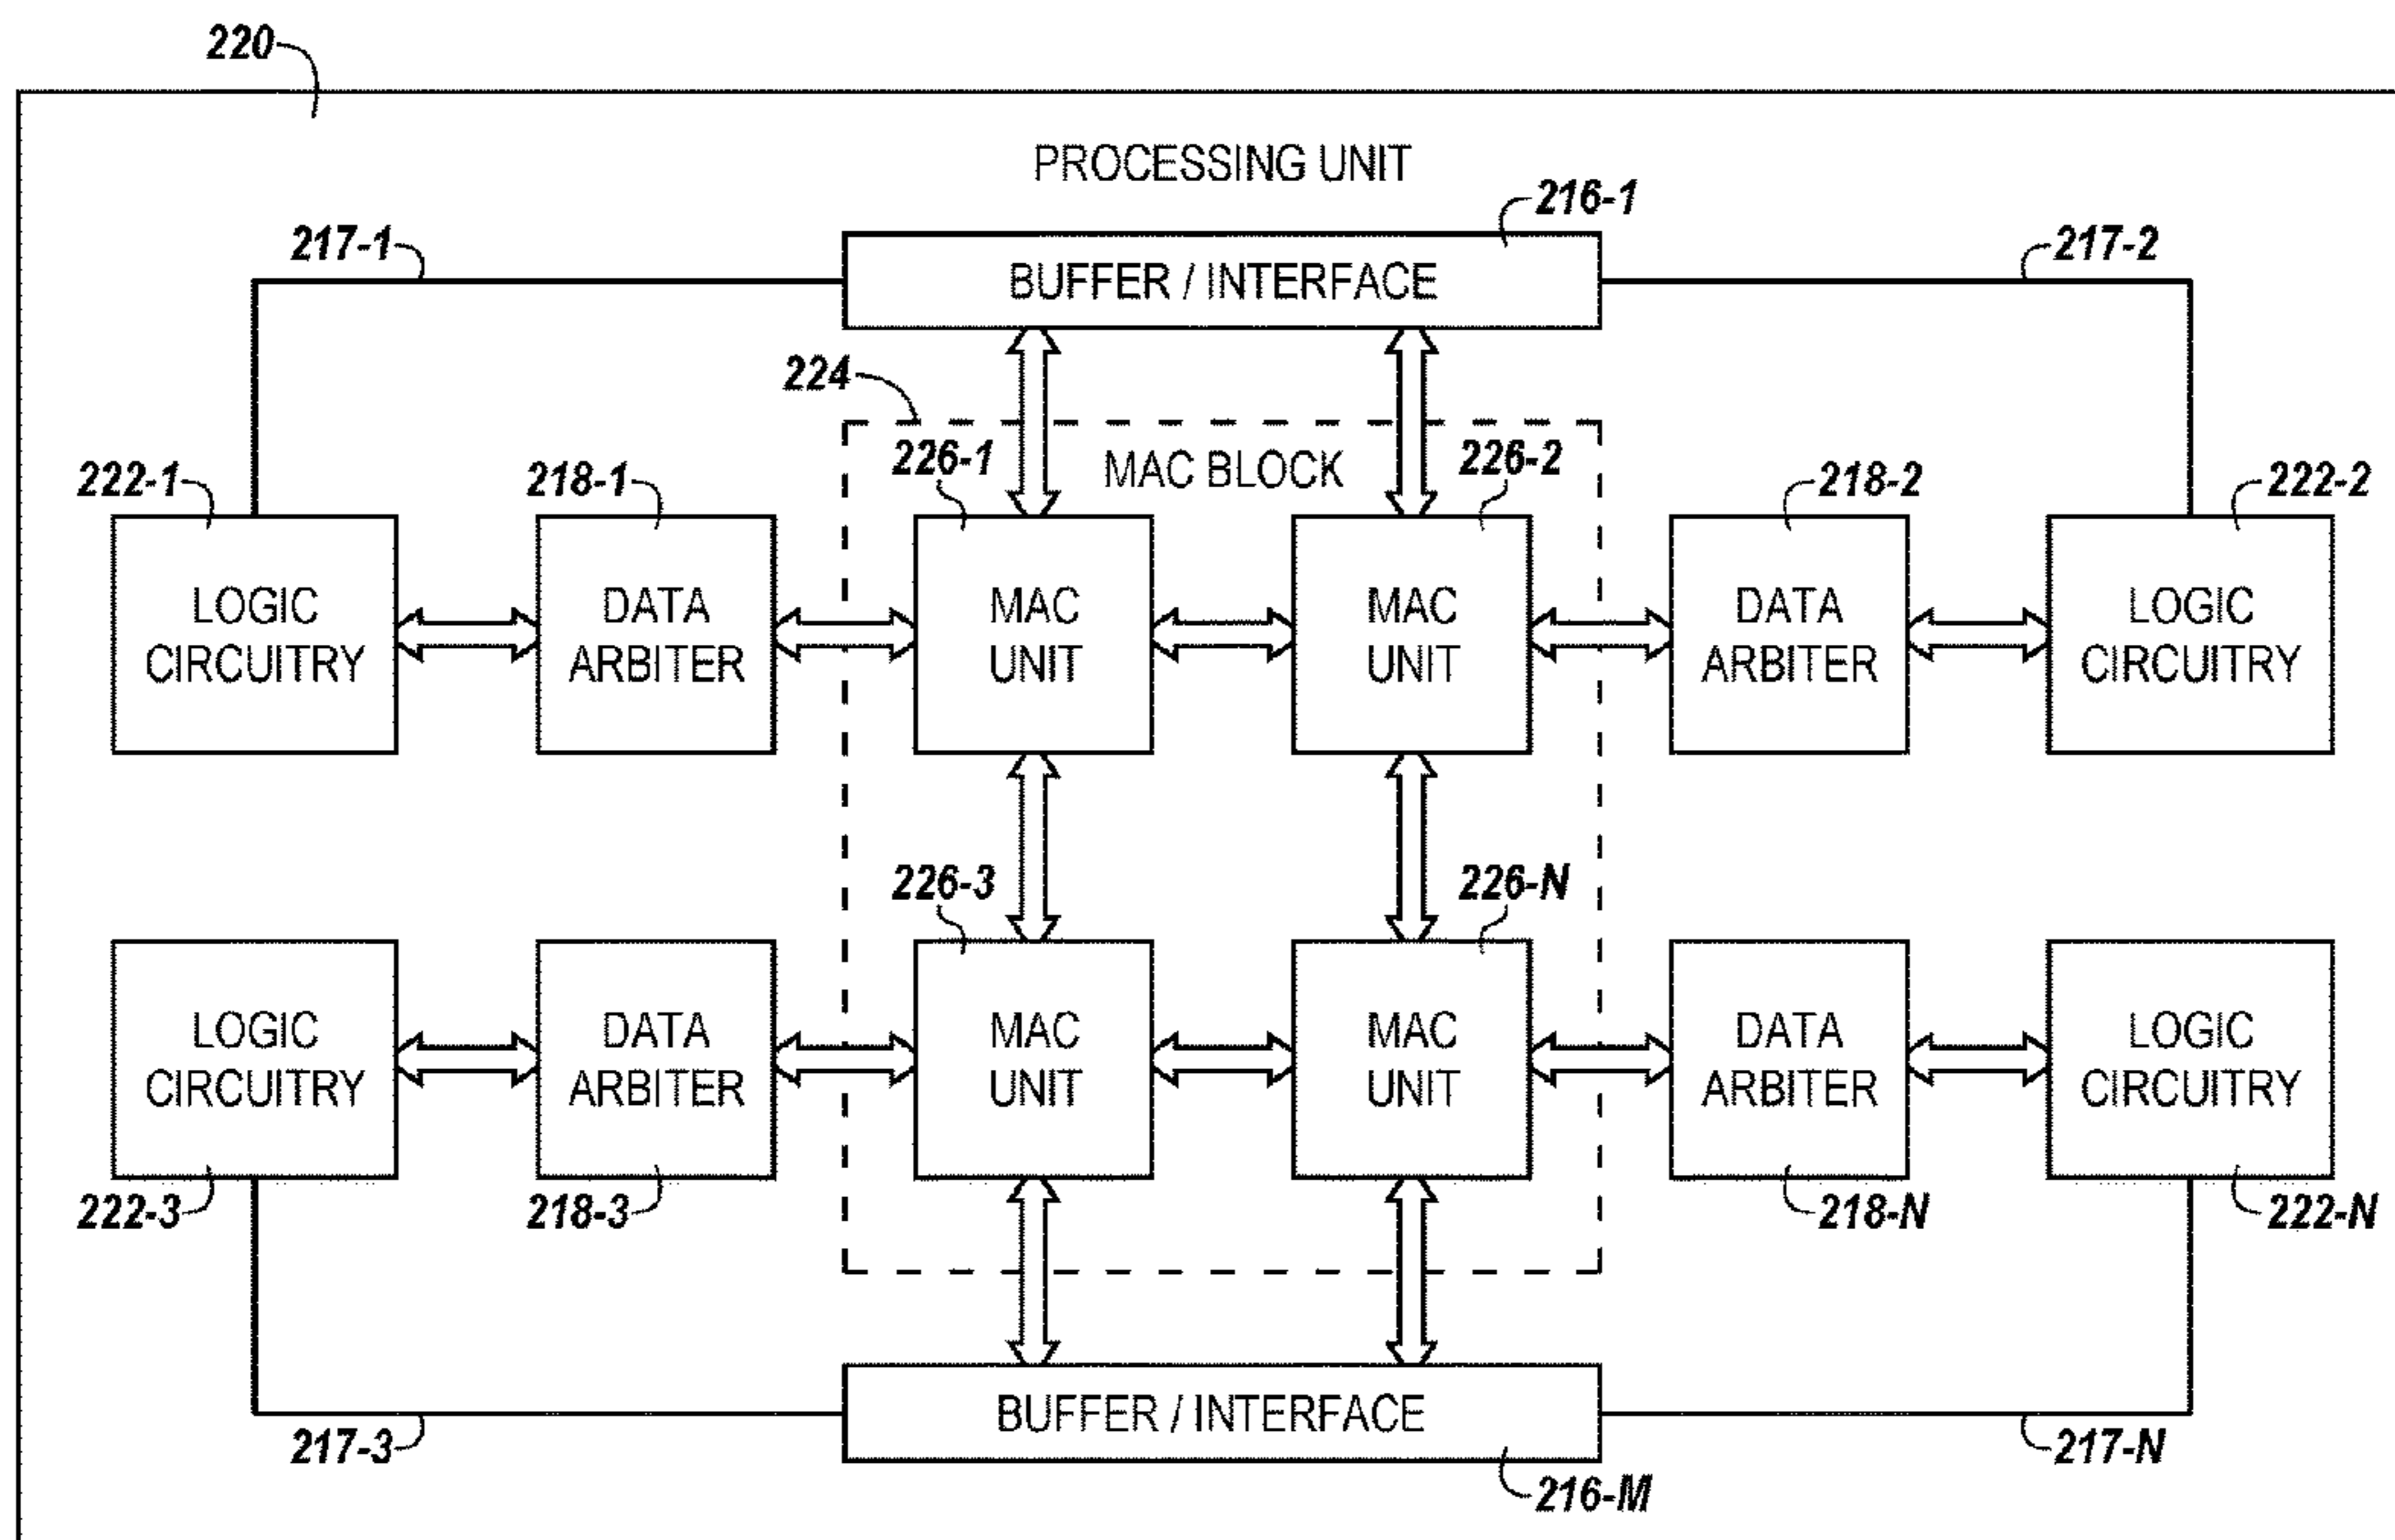 220
PROCESSING UNIT
216-1
217-1
217-2
BUFFER / INTERFACE
224
226-1
MAC BLOCK
226-2
222-1
218-1
218-2
222-2
LOGIC
CIRCUITRY
DATA
ARBITER
MAC
UNIT
MAC
UNIT
DATA
ARBITER
LOGIC
CIRCUITRY
226-3
226-N
LOGIC
CIRCUITRY
DATA
ARBITER
MAC
UNIT
MAC
UNIT
DATA
ARBITER
LOGIC
CIRCUITRY
222-3
218-3
218-N
222-N
BUFFER / INTERFACE
217-3
217-N
216-M